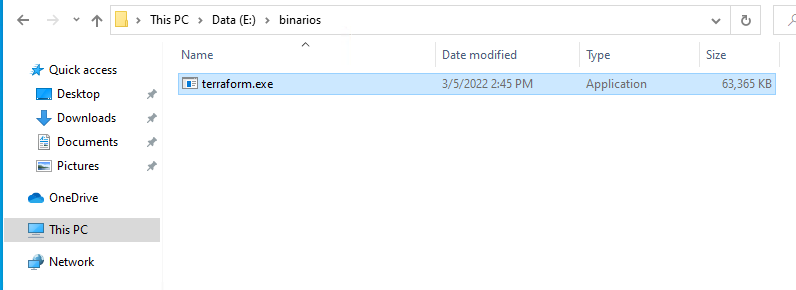 This PC > Data (E:) > binarios
Name Date modified Type Size
Quick access
terraform.exe 3/5/2022 2:45 PM Application 63,365 KB
Desktop
Downloads
Documents
Pictures
OneDrive
This PC
Network